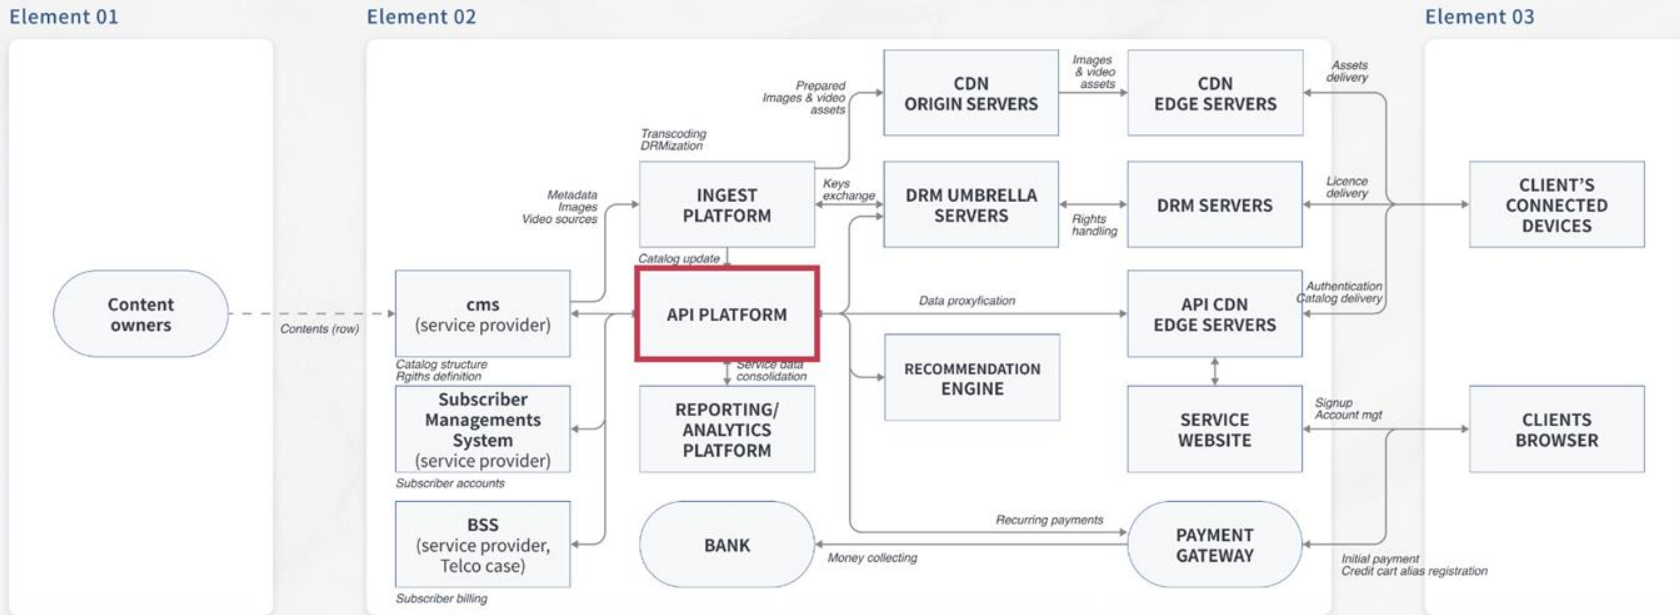 Element 01
Element 02
Element 03
Content
owners
Contents (row)
cms
(service provider)
Catalog structure
Rgiths definition
Subscriber
Managements
System
(service provider)
Subscriber accounts
BSS
(service provider,
Telco case)
Subscriber billing
Metadata
Images
Video sources
Transcoding
DRMization
INGEST
PLATFORM
Catalog update
API PLATFORM
Service data
consolidation
REPORTING/
ANALYTICS
PLATFORM
BANK
Prepared
Images & video
assets
Keys
exchange
CDN
ORIGIN SERVERS
DRM UMBRELLA
SERVERS
Data proxyfication
RECOMMENDATION
ENGINE
Recurring payments
Money collecting
Images
& video
assets
Rights
handling
CDN
EDGE SERVERS
DRM SERVERS
API CDN
EDGE SERVERS
SERVICE
WEBSITE
PAYMENT
GATEWAY
Assets
delivery
Licence
delivery
Authentication
Catalog delivery
Signup
Account mgt
Initial payment
Credit cart alias registration
CLIENT'S
CONNECTED
DEVICES
CLIENTS
BROWSER